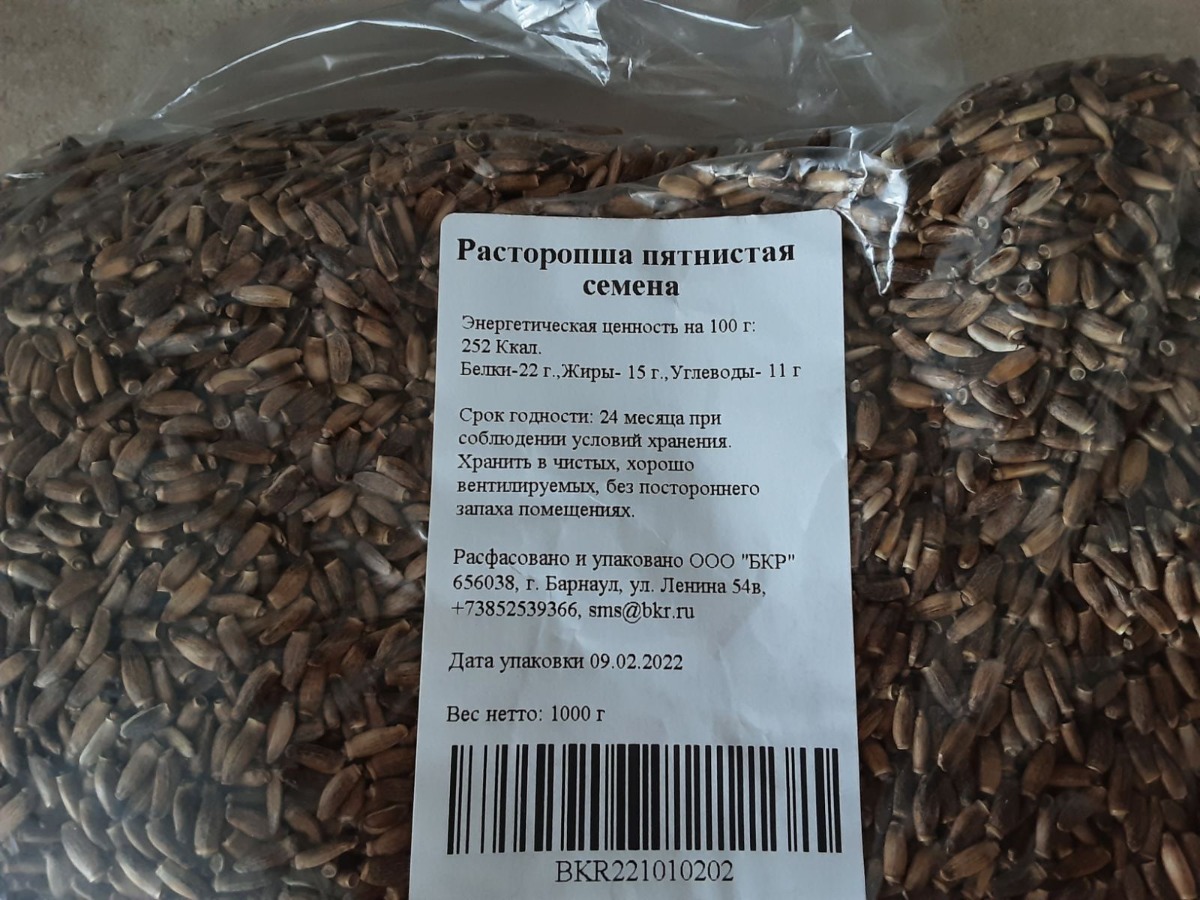 Расторопша пятнистая
семена
Энергетическая ценность на 100 г:
252 Ккал.
Белки-22 г.,Жиры- 15 г.,Углеводы- 11 г
Срок годности: 24 месяца при
соблюдении условий хранения.
Хранить в чистых, хорошо
вентилируемых, без постороннего
запаха помещениях.
Расфасовано и упаковано ООО "БКР"
656038, г. Барнаул, ул. Ленина 54в,
+73852539366, sms@bkr.ru
Дата упаковки 09.02.2022
Вес нетто: 1000 г
BKR221010202